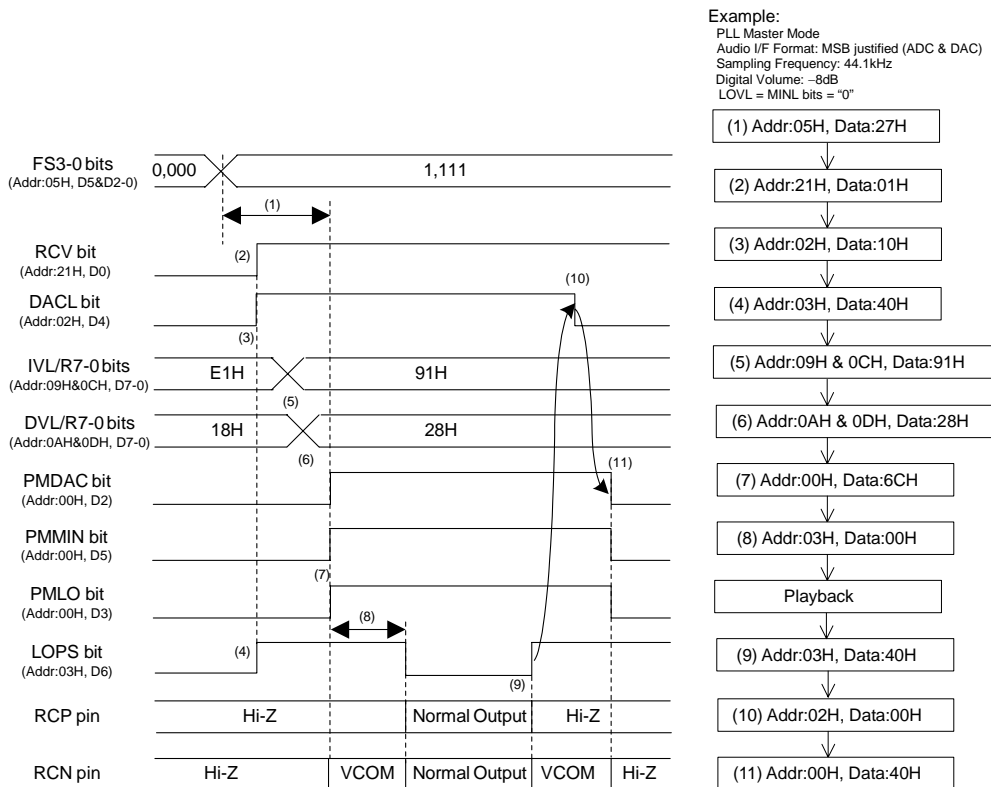 Example:
PLL Master Mode
Audio I/F Format: MSB justified (ADC & DAC)
Sampling Frequency: 44.1kHz
Digital Volume: −8dB
LOVL = MINL bits = “0”
(1) Addr:05H, Data:27H
(2) Addr:21H, Data:01H
(3) Addr:02H, Data:10H
(4) Addr:03H, Data:40H
(5) Addr:09H & 0CH, Data:91H
(6) Addr:0AH & 0DH, Data:28H
(7) Addr:00H, Data:6CH
(8) Addr:03H, Data:00H
Playback
(9) Addr:03H, Data:40H
(10) Addr:02H, Data:00H
(11) Addr:00H, Data:40H
FS3-0 bits
(Addr:05H, D5&D2-0)
0,000
1,111
(1)
RCV bit
(Addr:21H, D0)
(2)
DACL bit
(Addr:02H, D4)
(3)
(10)
IVL/R7-0 bits
(Addr:09H&0CH, D7-0)
E1H
91H
(5)
DVL/R7-0 bits
(Addr:0AH&0DH, D7-0)
18H
28H
(6)
PMDAC bit
(Addr:00H, D2)
(11)
PMMIN bit
(Addr:00H, D5)
(7)
PMLO bit
(Addr:00H, D3)
(8)
LOPS bit
(Addr:03H, D6)
(4)
(9)
RCP pin
Hi-Z
Normal Output
Hi-Z
RCN pin
Hi-Z
VCOM
Normal Output
VCOM
Hi-Z